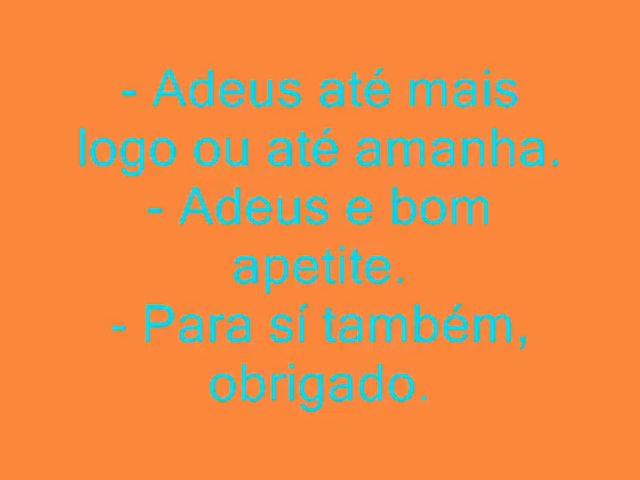 - Adeus até mais
logo ou até amanha.
- Adeus e bom
apetite.
- Para sí também,
obrigado.